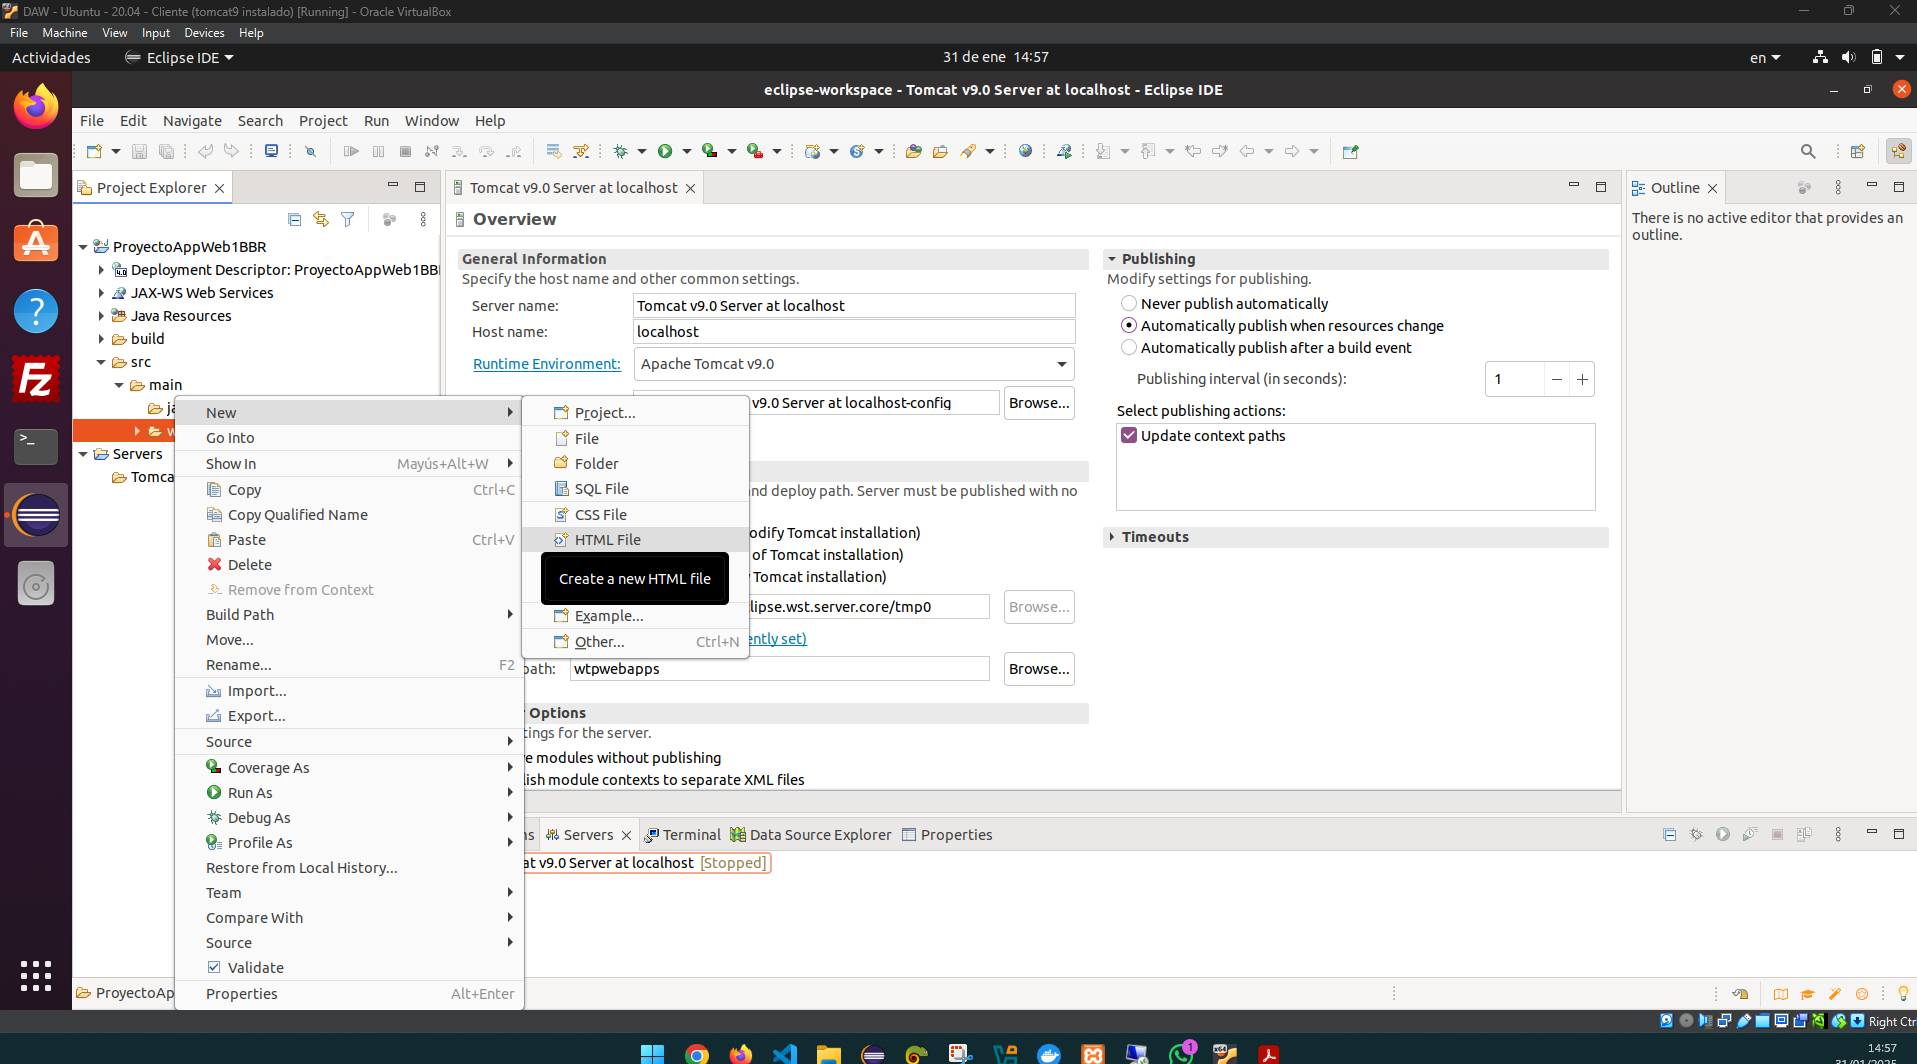 DAW - Ubuntu - 20.04 - Cliente (tomcat9 instalado) [Running] - Oracle VirtualBox
File Machine View Input Devices Help
Actividades Eclipse IDE 31 de ene 14:57 en
eclipse-workspace - Tomcat v9.0 Server at localhost - Eclipse IDE
File Edit Navigate Search Project Run Window Help
Project Explorer
Tomcat v9.0 Server at localhost
Outline
Overview
There is no active editor that provides an
outline.
ProyectoAppWeb1BBR
Deployment Descriptor: ProyectoAppWeb1BBI
JAX-WS Web Services
Java Resources
build
src
main
Servers
General Information
Specify the host name and other common settings.
Server name: Tomcat v9.0 Server at localhost
Host name: localhost
Runtime Environment: Apache Tomcat v9.0
v9.0 Server at localhost-config Browse...
nd deploy path. Server must be published with no
odify Tomcat installation)
of Tomcat installation)
Tomcat installation)
lipse.wst.server.core/tmp0 Browse...
ently set)
path: wtpwebapps Browse...
Options
tings for the server.
e modules without publishing
lish module contexts to separate XML files
Publishing
Modify settings for publishing.
Never publish automatically
Automatically publish when resources change
Automatically publish after a build event
Publishing interval (in seconds): 1
Select publishing actions:
Update context paths
Timeouts
New
Go Into
Show In Mayús+Alt+W
Copy Ctrl+C
Copy Qualified Name
Paste Ctrl+V
Delete
Remove from Context
Build Path
Move...
Rename... F2
Import...
Export...
Source
Coverage As
Run As
Debug As
Profile As
Restore from Local History...
Team
Compare With
Source
Validate
Properties Alt+Enter
Project...
File
Folder
SQL File
CSS File
HTML File
Create a new HTML file
Example...
Other... Ctrl+N
ns Servers Terminal Data Source Explorer Properties
at v9.0 Server at localhost [Stopped]
ProyectoAp
Right Ctr
14:57